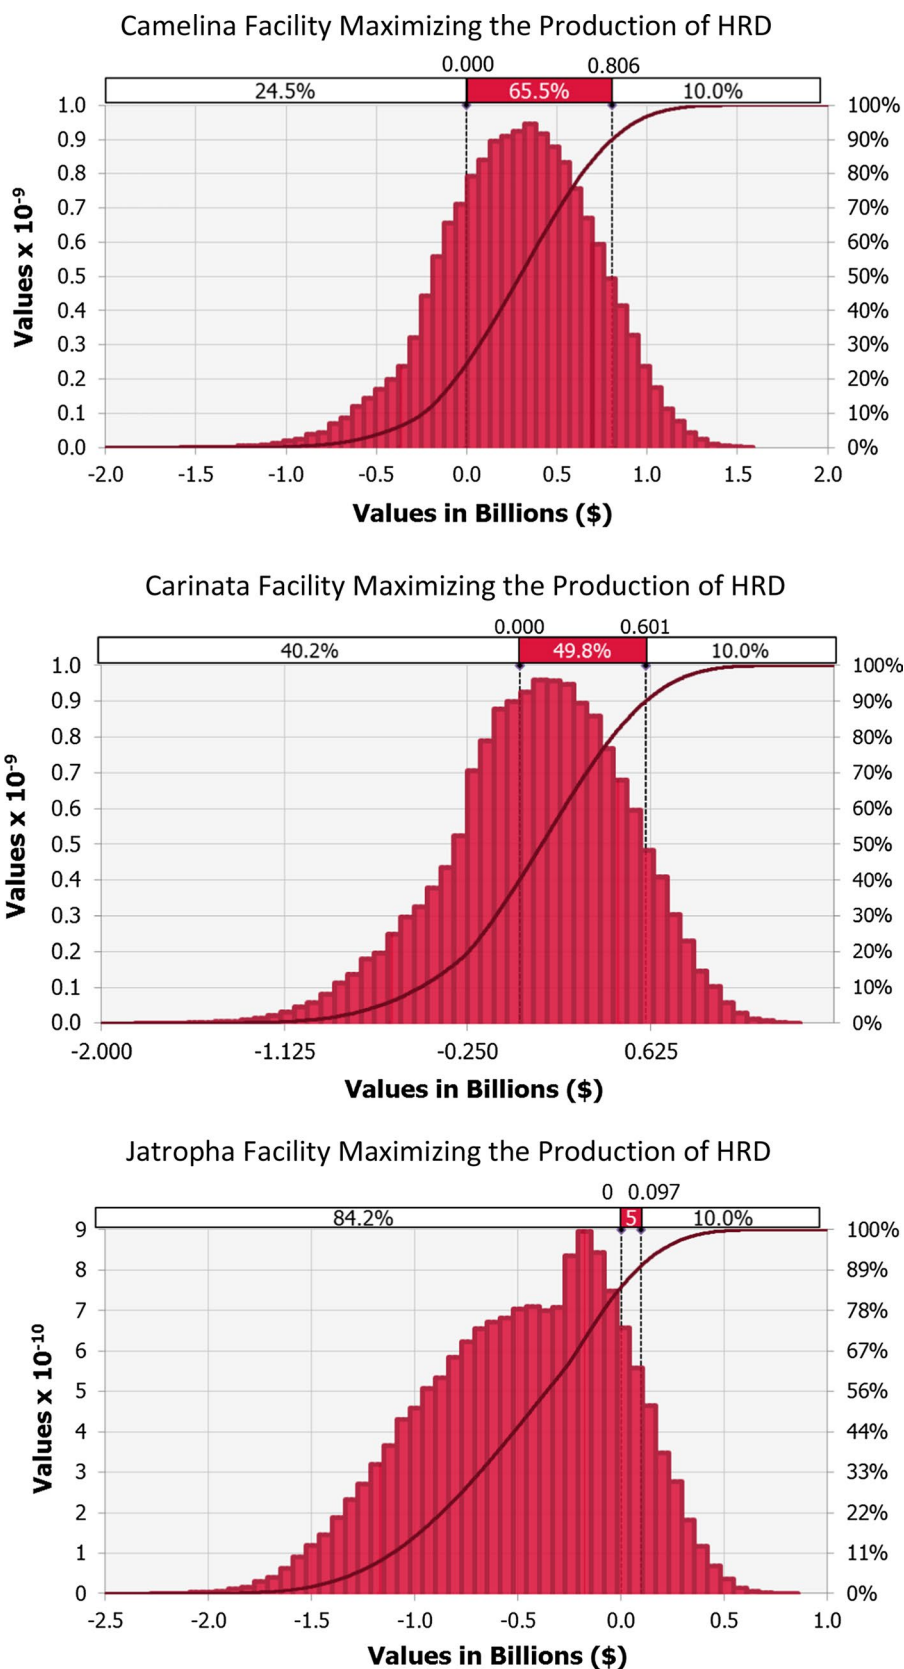 Camelina Facility Maximizing the Production of HRD
0.000 0.806
24.5% 65.5% 10.0%
1.0 100%
0.9 90%
0.8 80%
0.7 70%
0.6 60%
0.5 50%
0.4 40%
0.3 30%
0.2 20%
0.1 10%
0.0 0%
Values x 10-9
-2.0 -1.5 -1.0 -0.5 0.0 0.5 1.0 1.5 2.0
Values in Billions ($)
Carinata Facility Maximizing the Production of HRD
0.000 0.601
40.2% 49.8% 10.0%
1.0 100%
0.9 90%
0.8 80%
0.7 70%
0.6 60%
0.5 50%
0.4 40%
0.3 30%
0.2 20%
0.1 10%
0.0 0%
Values x 10-9
-2.000 -1.125 -0.250 0.625
Values in Billions ($)
Jatropha Facility Maximizing the Production of HRD
0 0.097
84.2% 5 10.0%
9 100%
8 89%
7 78%
6 67%
5 56%
4 44%
3 33%
2 22%
1 11%
0 0%
Values x 10-10
-2.5 -2.0 -1.5 -1.0 -0.5 0.0 0.5 1.0
Values in Billions ($)